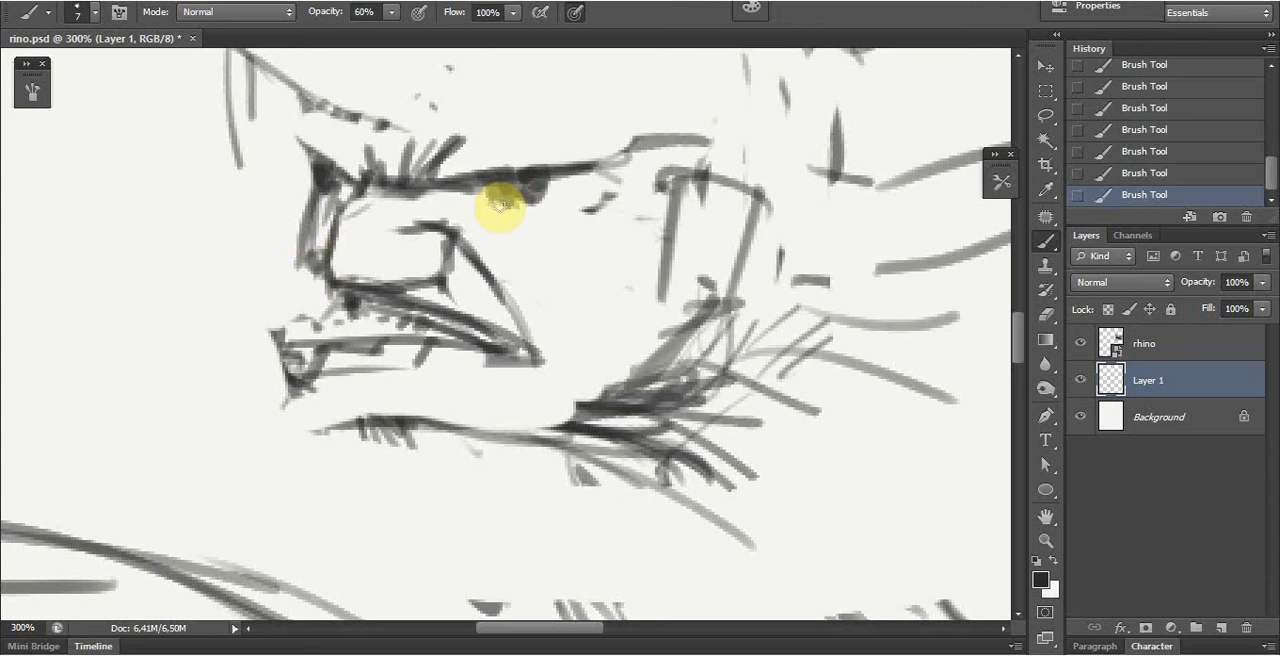 7 Mode: Normal Opacity: 60% Flow: 100%
Properties
Essentials
rino.psd @ 300% (Layer 1, RGB/8) * ×
History
Brush Tool
Brush Tool
Brush Tool
Brush Tool
Brush Tool
Brush Tool
Brush Tool
Layers Channels
Kind
Normal Opacity: 100%
Lock: Fill: 100%
rhino
Layer 1
Background
300% Doc: 6,41M/6,50M
Mini Bridge Timeline
Paragraph Character